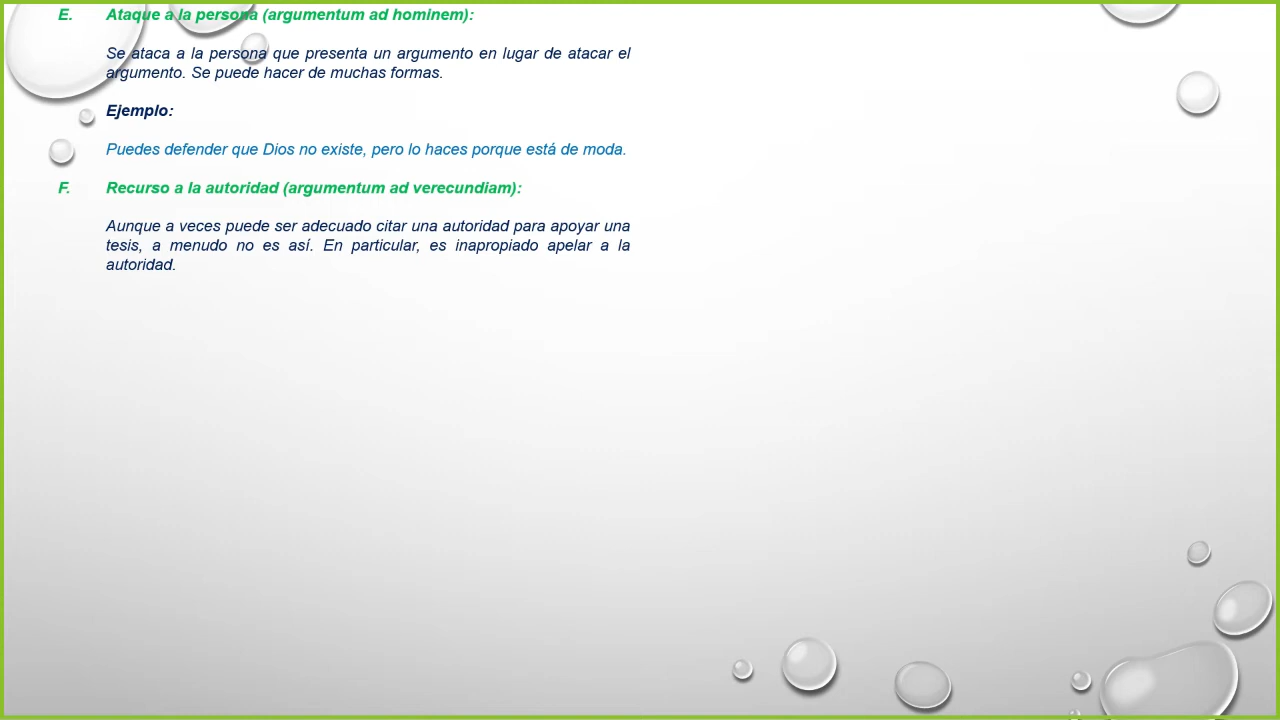 E. Ataque a la persona (argumentum ad hominem):
Se ataca a la persona que presenta un argumento en lugar de atacar el
argumento. Se puede hacer de muchas formas.
Ejemplo:
Puedes defender que Dios no existe, pero lo haces porque está de moda.
F. Recurso a la autoridad (argumentum ad verecundiam):
Aunque a veces puede ser adecuado citar una autoridad para apoyar una
tesis, a menudo no es así. En particular, es inapropiado apelar a la
autoridad.